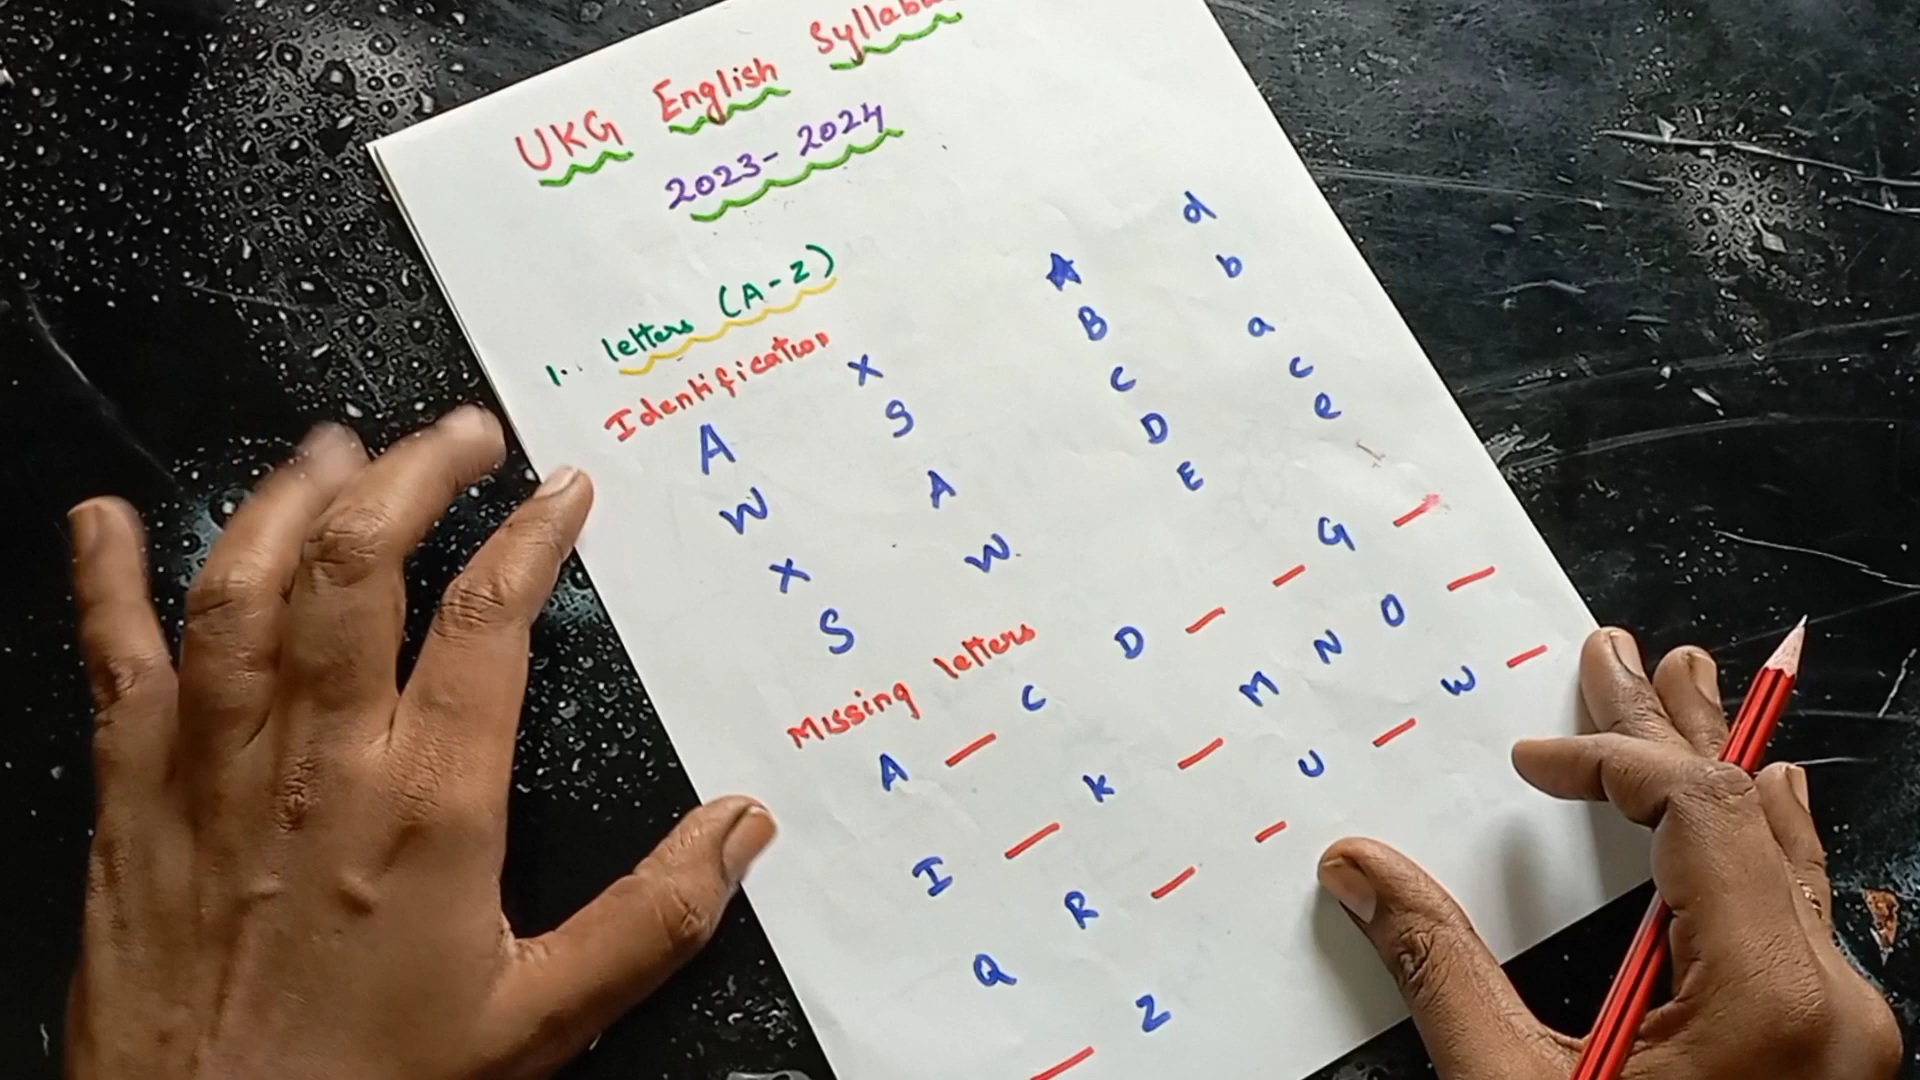 UKG English Syllabus
2023-2024
1. letters (A-Z)
Identification
A X
W S
X A
S W
A d
B b
C a
D c
E e
Missing letters
A _ C D _ _ G _
I _ K _ M N O _
Q R _ _ U _ W _
_ Z